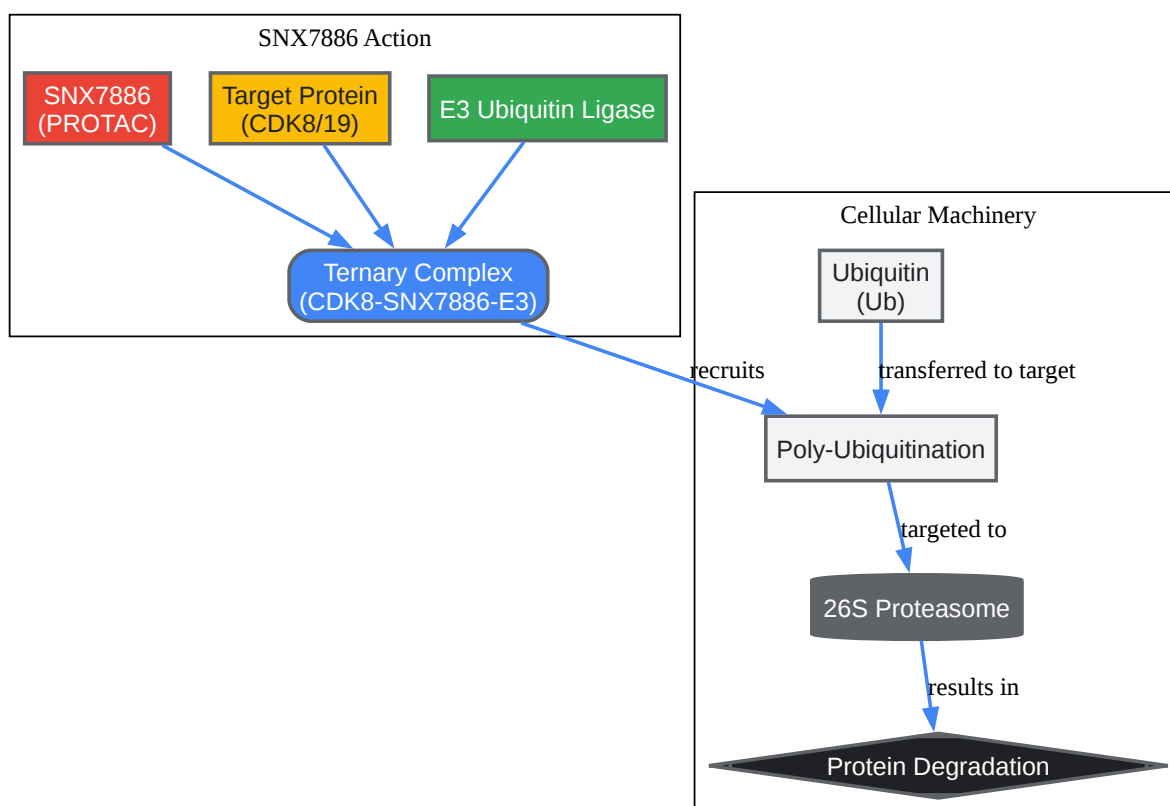 SNX7886 Action
SNX7886
(PROTAC)
Target Protein
(CDK8/19)
E3 Ubiquitin Ligase
Ternary Complex
(CDK8-SNX7886-E3)
Cellular Machinery
Ubiquitin
(Ub)
recruits
transferred to target
Poly-Ubiquitination
targeted to
26S Proteasome
results in
Protein Degradation